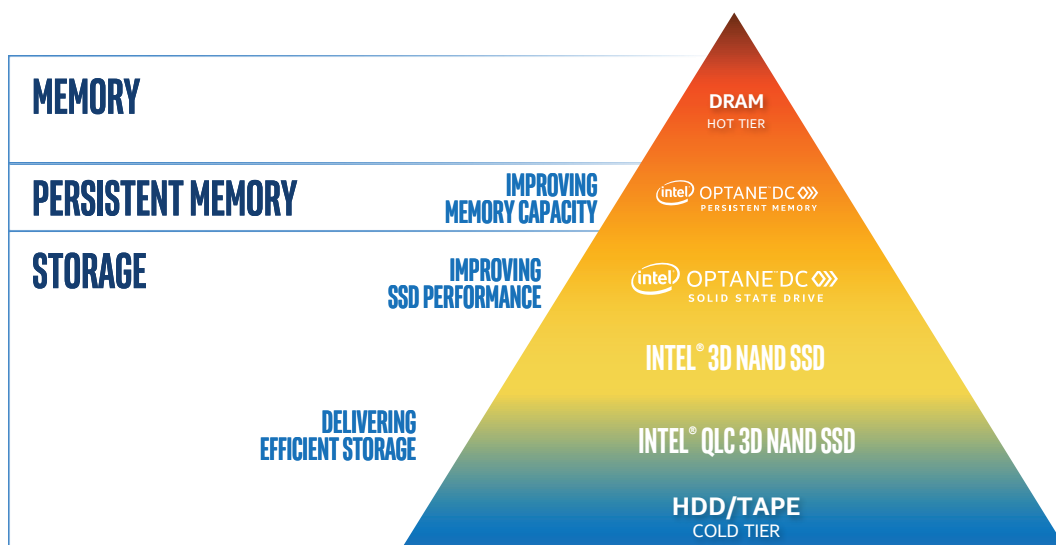 MEMORY
DRAM
HOT TIER
PERSISTENT MEMORY
IMPROVING
MEMORY CAPACITY
intel OPTANE™ DC
PERSISTENT MEMORY
STORAGE
IMPROVING
SSD PERFORMANCE
intel OPTANE™ DC
SOLID STATE DRIVE
INTEL® 3D NAND SSD
DELIVERING
EFFICIENT STORAGE
INTEL® QLC 3D NAND SSD
HDD/TAPE
COLD TIER